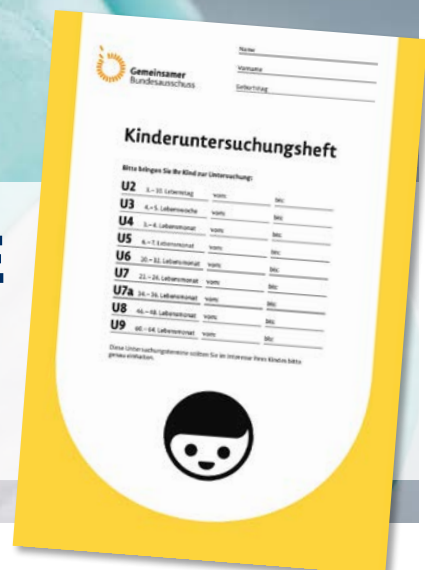 Gemeinsamer
Bundesausschuss
Name
Vorname
Geburtstag
Kinderuntersuchungsheft
Bitte bringen Sie Ihr Kind zur Untersuchung:
U2 3.–10. Lebenstag vom: bis:
U3 4.–5. Lebenswoche vom: bis:
U4 3.–4. Lebensmonat vom: bis:
U5 6.–7. Lebensmonat vom: bis:
U6 10.–12. Lebensmonat vom: bis:
U7 21.–24. Lebensmonat vom: bis:
U7a 34.–36. Lebensmonat vom: bis:
U8 46.–48. Lebensmonat vom: bis:
U9 60.–64. Lebensmonat vom: bis:
Diese Untersuchungstermine sollten Sie im Interesse Ihres Kindes bitte
genau einhalten.